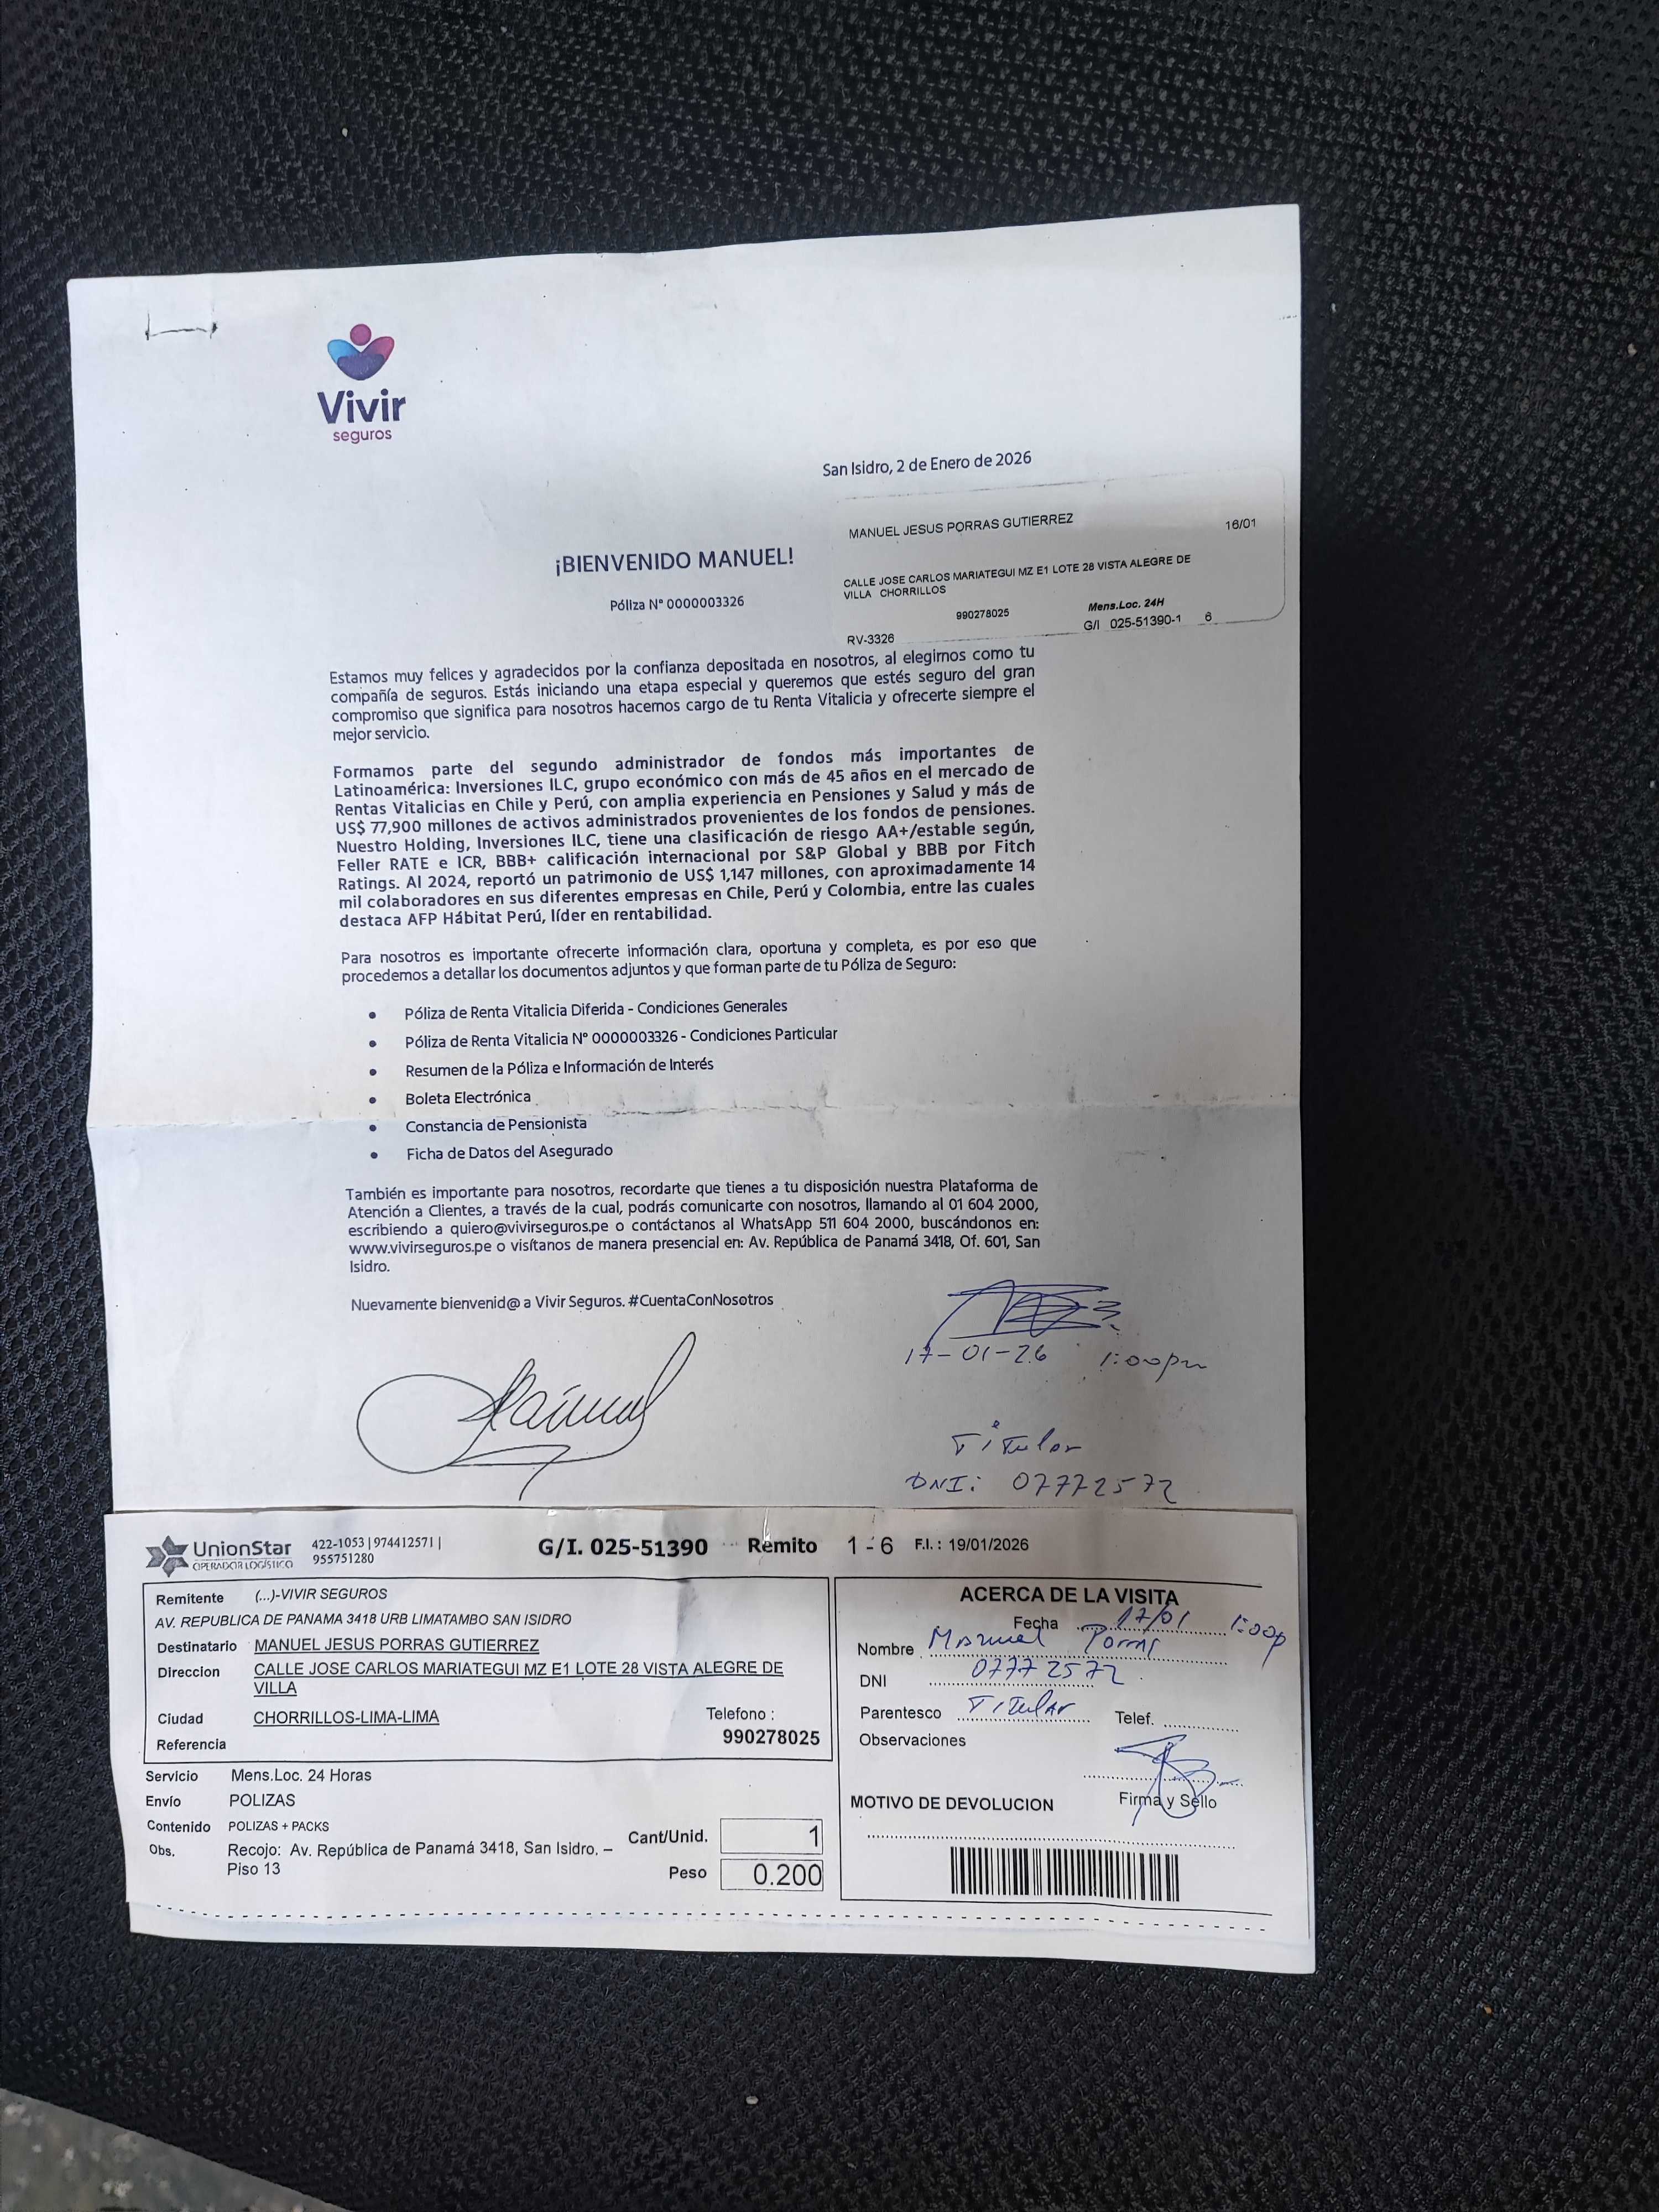 Vivir
seguros
San Isidro, 2 de Enero de 2026
MANUEL JESUS PORRAS GUTIERREZ 16/01
CALLE JOSE CARLOS MARIATEGUI MZ E1 LOTE 28 VISTA ALEGRE DE
VILLA CHORRILLOS
990278025 Mens.Loc. 24H
RV-3326 G/I 025-51390-1 6
¡BIENVENIDO MANUEL!
Póliza N° 0000003326
Estamos muy felices y agradecidos por la confianza depositada en nosotros, al elegirnos como tu
compañía de seguros. Estás iniciando una etapa especial y queremos que estés seguro del gran
compromiso que significa para nosotros hacernos cargo de tu Renta Vitalicia y ofrecerte siempre el
mejor servicio.
Formamos parte del segundo administrador de fondos más importantes de
Latinoamérica: Inversiones ILC, grupo económico con más de 45 años en el mercado de
Rentas Vitalicias en Chile y Perú, con amplia experiencia en Pensiones y Salud y más de
US$ 77,900 millones de activos administrados provenientes de los fondos de pensiones.
Nuestro Holding, Inversiones ILC, tiene una clasificación de riesgo AA+/estable según,
Feller RATE e ICR, BBB+ calificación internacional por S&P Global y BBB por Fitch
Ratings. Al 2024, reportó un patrimonio de US$ 1,147 millones, con aproximadamente 14
mil colaboradores en sus diferentes empresas en Chile, Perú y Colombia, entre las cuales
destaca AFP Hábitat Perú, líder en rentabilidad.
Para nosotros es importante ofrecerte información clara, oportuna y completa, es por eso que
procedemos a detallar los documentos adjuntos y que forman parte de tu Póliza de Seguro:
• Póliza de Renta Vitalicia Diferida - Condiciones Generales
• Póliza de Renta Vitalicia N° 0000003326 - Condiciones Particular
• Resumen de la Póliza e Información de Interés
• Boleta Electrónica
• Constancia de Pensionista
• Ficha de Datos del Asegurado
También es importante para nosotros, recordarte que tienes a tu disposición nuestra Plataforma de
Atención a Clientes, a través de la cual, podrás comunicarte con nosotros, llamando al 01 604 2000,
escribiendo a quiero@vivirseguros.pe o contáctanos al WhatsApp 511 604 2000, buscándonos en:
www.vivirseguros.pe o visítanos de manera presencial en: Av. República de Panamá 3418, Of. 601, San
Isidro.
Nuevamente bienvenid@ a Vivir Seguros. #CuentaConNosotros
17-01-26 1:00pm
Titular
DNI: 07772572
UnionStar
OPERADOR LOGÍSTICO
422-1053 | 974412571 |
955751280
G/I. 025-51390 Remito 1 - 6 F.I. : 19/01/2026
Remitente (...)-VIVIR SEGUROS
AV. REPUBLICA DE PANAMA 3418 URB LIMATAMBO SAN ISIDRO
Destinatario MANUEL JESUS PORRAS GUTIERREZ
Direccion CALLE JOSE CARLOS MARIATEGUI MZ E1 LOTE 28 VISTA ALEGRE DE
VILLA
Ciudad CHORRILLOS-LIMA-LIMA Telefono :
Referencia 990278025
Servicio Mens.Loc. 24 Horas
Envío POLIZAS
Contenido POLIZAS + PACKS
Obs. Recojo: Av. República de Panamá 3418, San Isidro. –
Piso 13
Cant/Unid. 1
Peso 0.200
ACERCA DE LA VISITA
Fecha 17/01 1:00p
Nombre Manuel Porras
DNI 07772572
Parentesco Titular Telef.
Observaciones
Firma y Sello
MOTIVO DE DEVOLUCION